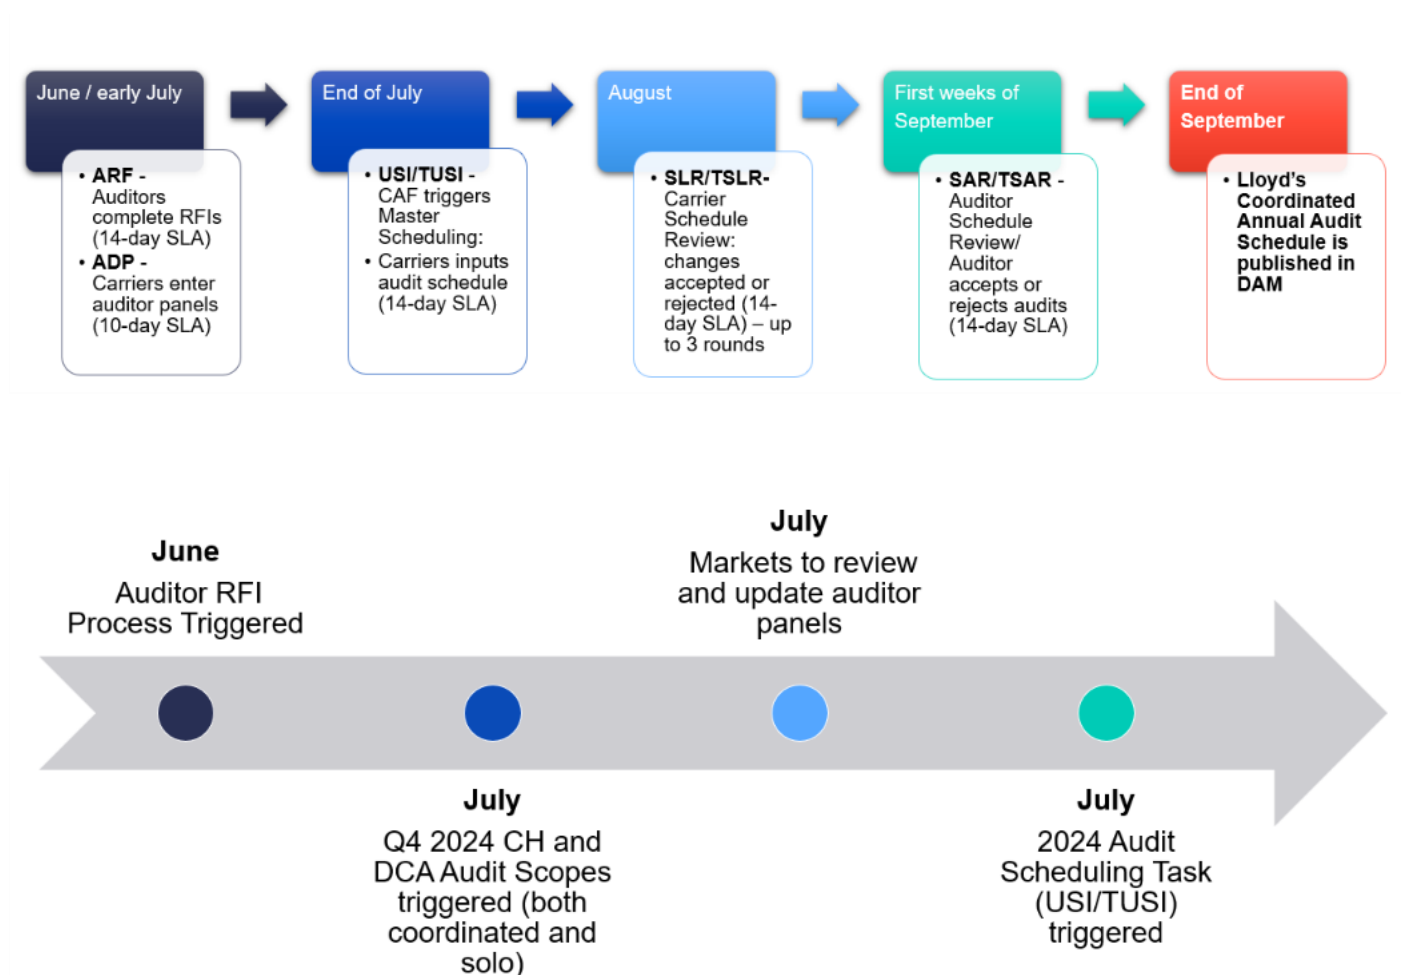 June / early July
• ARF -
Auditors
complete RFIs
(14-day SLA)
• ADP -
Carriers enter
auditor panels
(10-day SLA)
End of July
• USI/TUSI -
CAF triggers
Master
Scheduling:
• Carriers inputs
audit schedule
(14-day SLA)
August
• SLR/TSLR-
Carrier
Schedule
Review:
changes
accepted or
rejected (14-
day SLA) – up
to 3 rounds
First weeks of
September
• SAR/TSAR -
Auditor
Schedule
Review/
Auditor
accepts or
rejects audits
(14-day SLA)
End of
September
• Lloyd's
Coordinated
Annual Audit
Schedule is
published in
DAM
June
Auditor RFI
Process Triggered
July
Q4 2024 CH and
DCA Audit Scopes
triggered (both
coordinated and
solo)
July
Markets to review
and update auditor
panels
July
2024 Audit
Scheduling Task
(USI/TUSI)
triggered